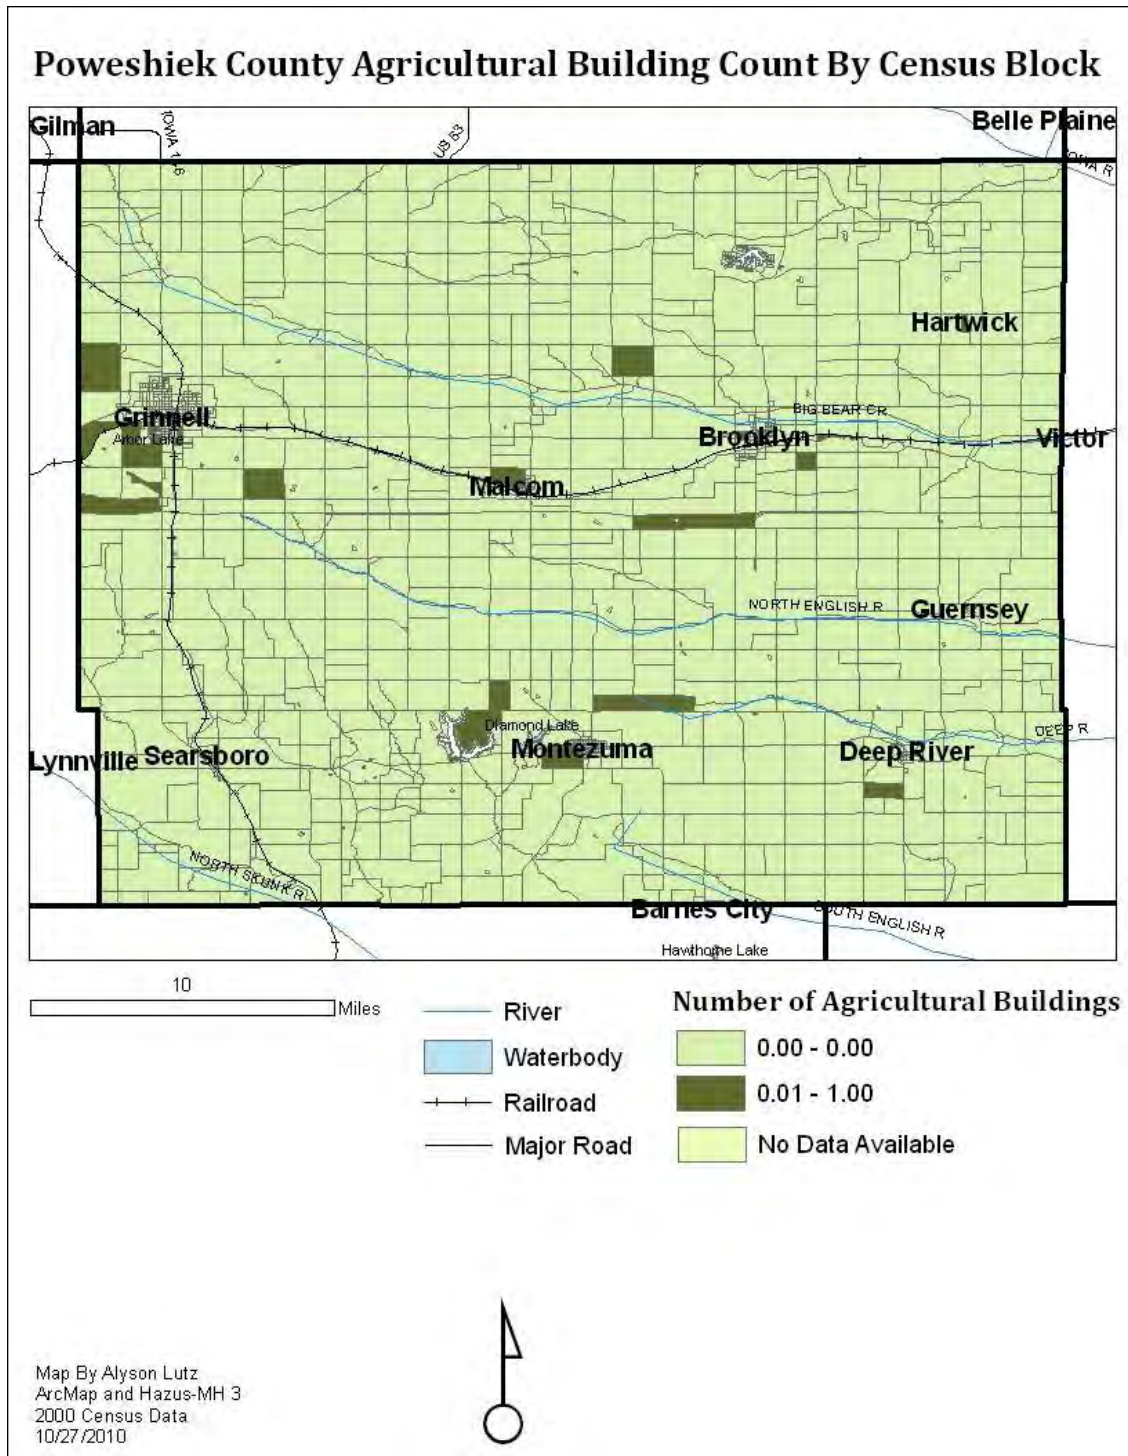 Poweshiek County Agricultural Building Count By Census Block
Gilman
US 63
Belle Plaine
Hartwick
Grinnell
Arbor Lake
BIG BEAR CR
Brooklyn
Victor
Malcom
NORTH ENGLISH R
Guernsey
Diamond Lake
Montezuma
Deep River
DEEP R
Lynnville
Searsboro
NORTH SKUNK R
Barnes City
SOUTH ENGLISH R
Hawthorne Lake
10
Miles
River
Waterbody
Railroad
Major Road
Number of Agricultural Buildings
0.00 - 0.00
0.01 - 1.00
No Data Available
Map By Alyson Lutz
ArcMap and Hazus-MH 3
2000 Census Data
10/27/2010